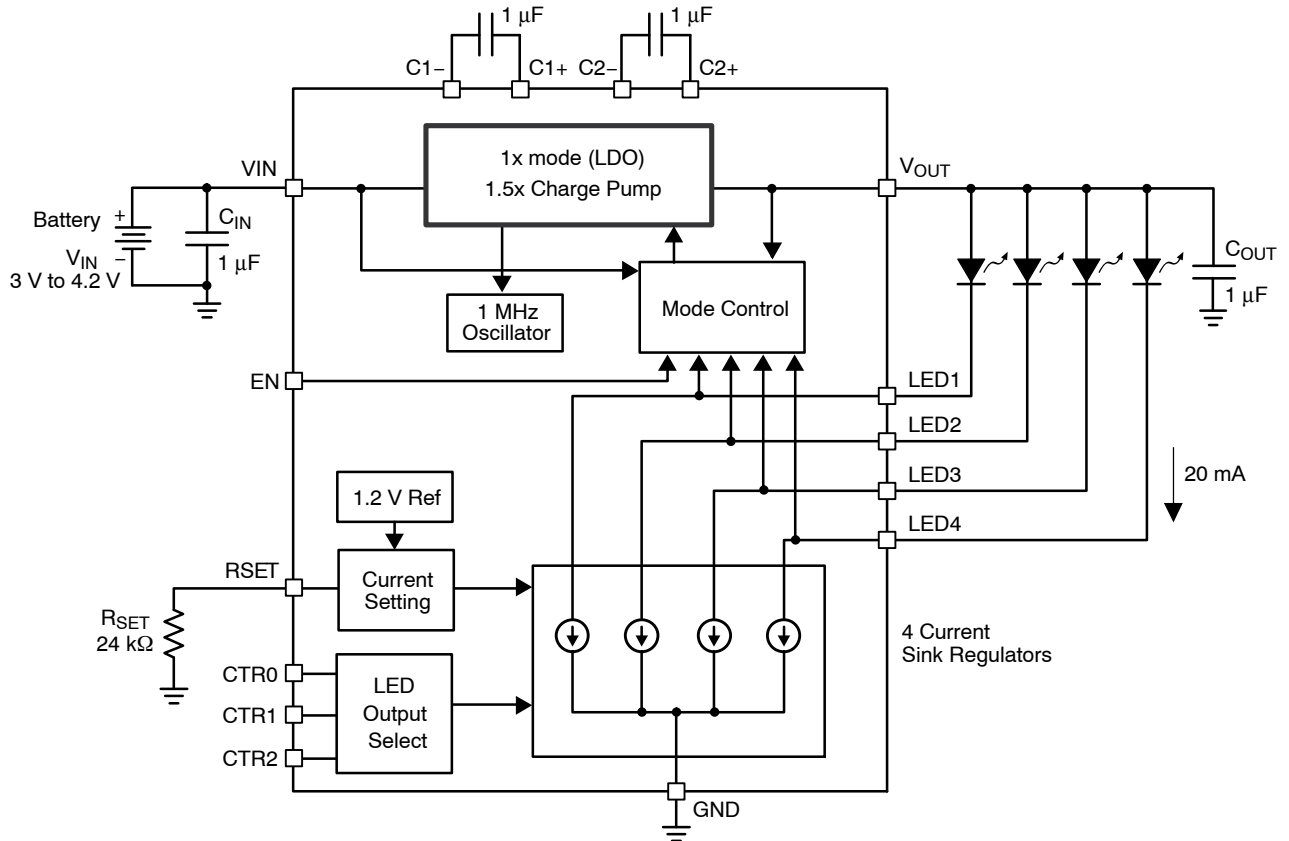 1 μF
1 μF
C1−
C1+
C2−
C2+
VIN
1x mode (LDO)
1.5x Charge Pump
VOUT
Battery
+
−
VIN
3 V to 4.2 V
CIN
1 μF
1 MHz
Oscillator
Mode Control
COUT
1 μF
EN
LED1
LED2
LED3
LED4
20 mA
1.2 V Ref
RSET
Current
Setting
RSET
24 kΩ
4 Current
Sink Regulators
CTR0
CTR1
CTR2
LED
Output
Select
GND